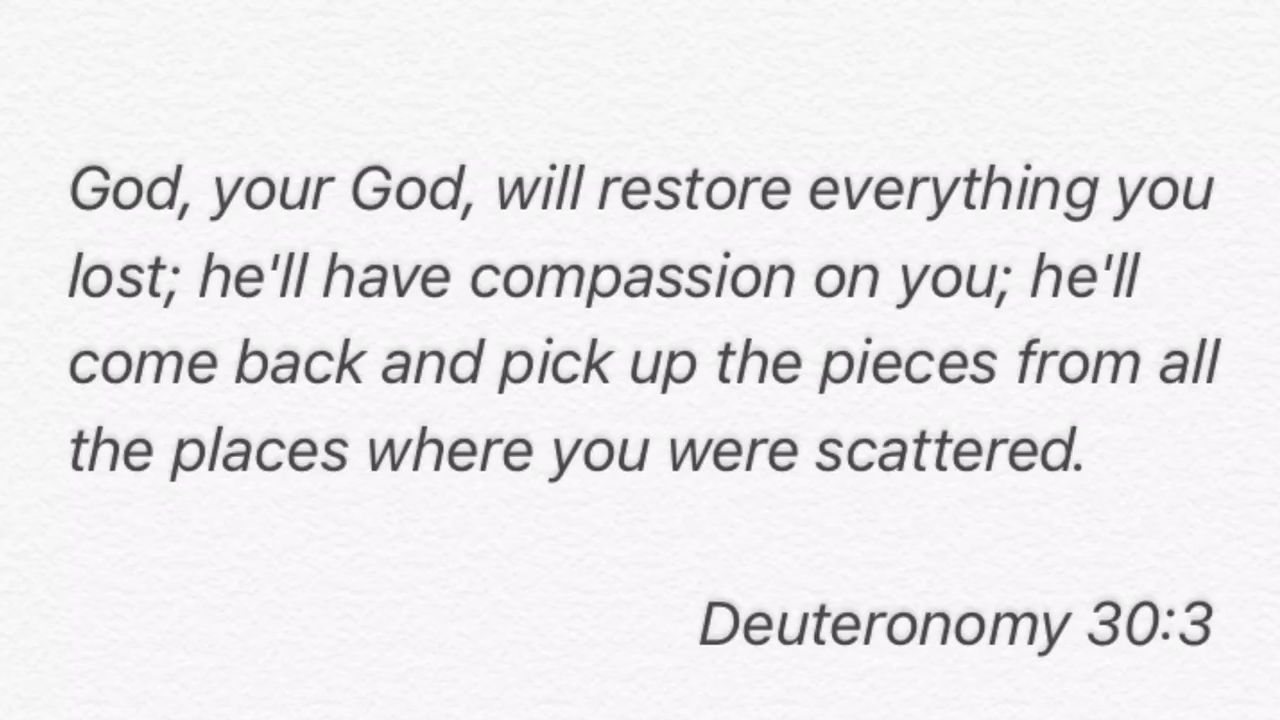 God, your God, will restore everything you
lost; he'll have compassion on you; he'll
come back and pick up the pieces from all
the places where you were scattered.
Deuteronomy 30:3